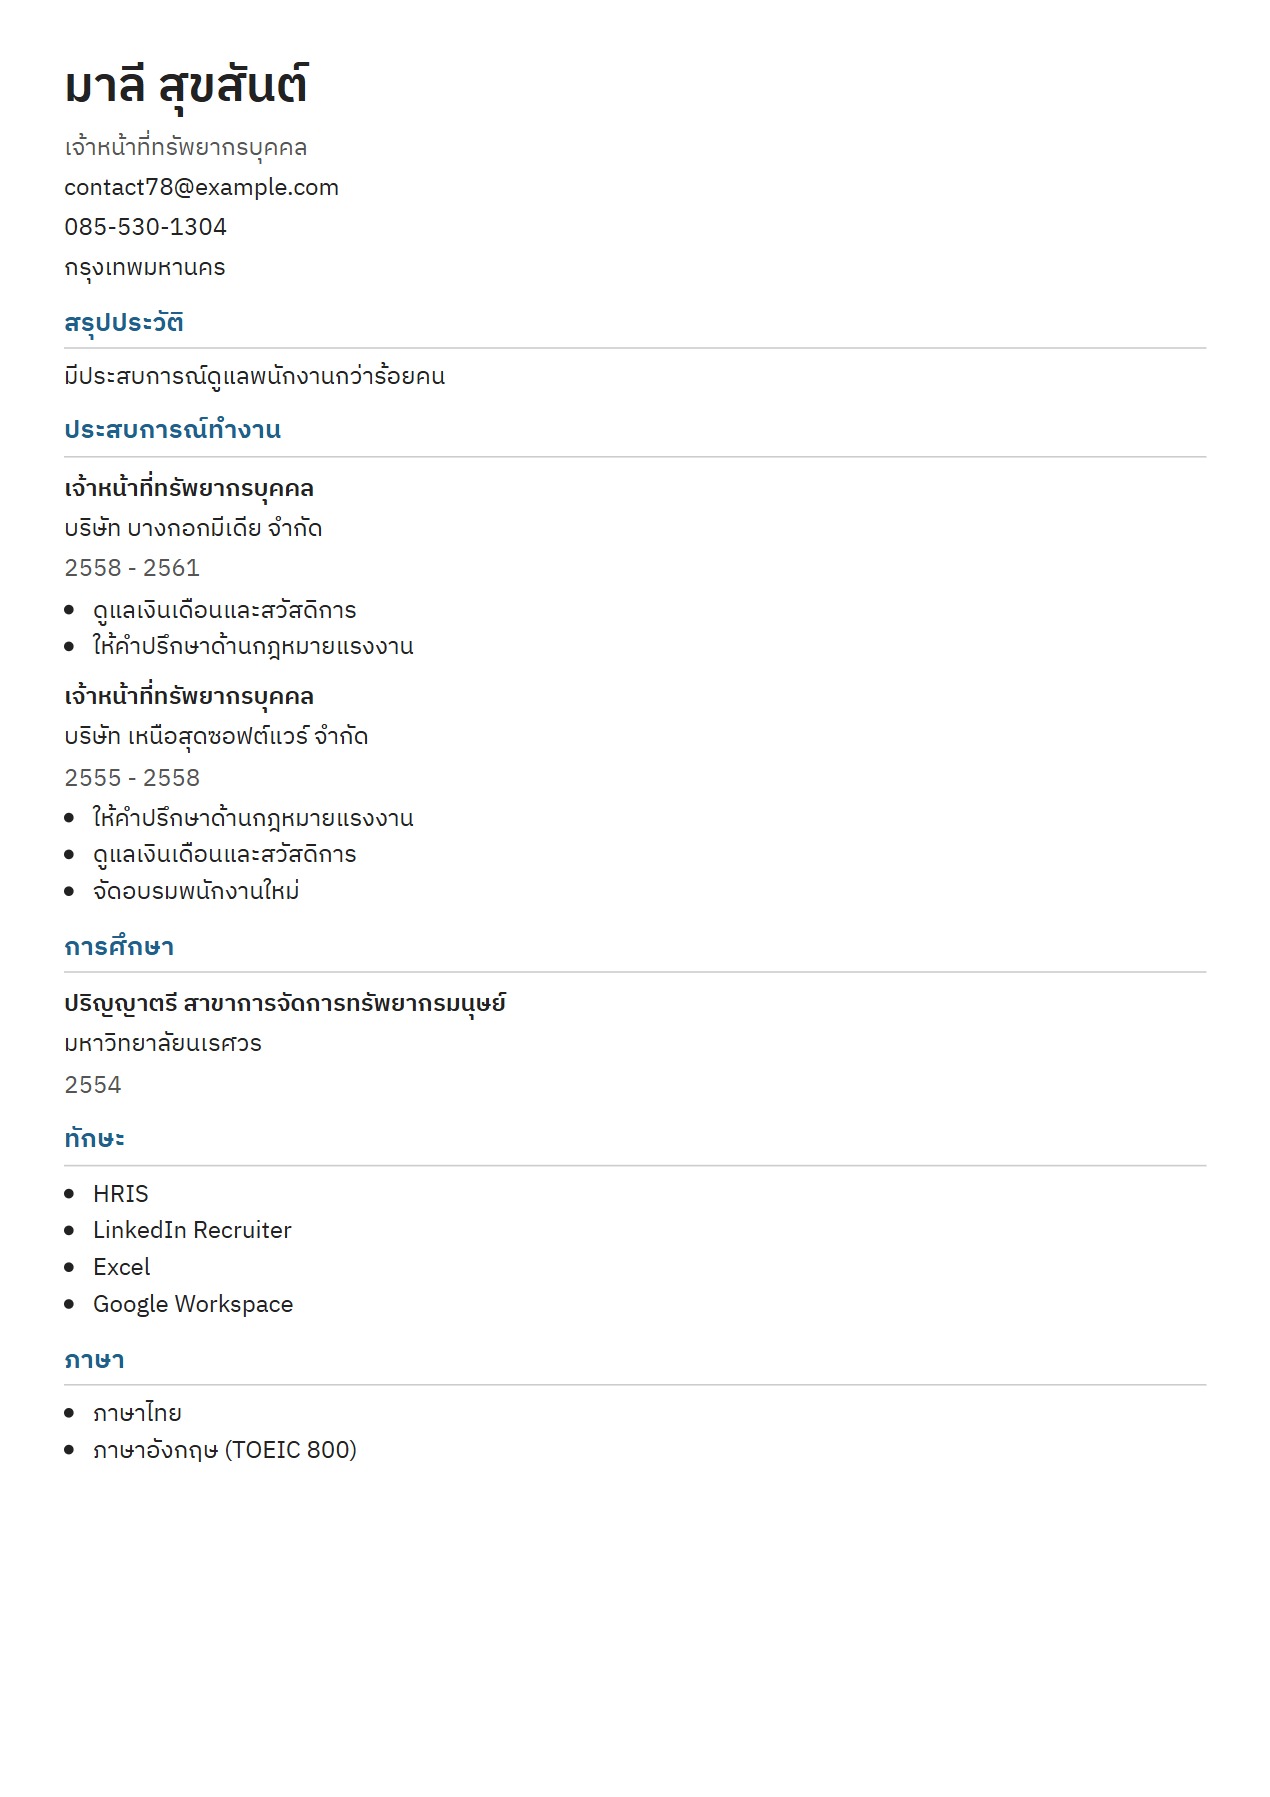 มาลี สุขสันต์
เจ้าหน้าที่ทรัพยากรบุคคล
contact78@example.com
085-530-1304
กรุงเทพมหานคร
สรุปประวัติ
มีประสบการณ์ดูแลพนักงานกว่าร้อยคน
ประสบการณ์ทำงาน
เจ้าหน้าที่ทรัพยากรบุคคล
บริษัท บางกอกมีเดีย จำกัด
2558 - 2561
• ดูแลเงินเดือนและสวัสดิการ
• ให้คำปรึกษาด้านกฎหมายแรงงาน
เจ้าหน้าที่ทรัพยากรบุคคล
บริษัท เหนือสุดซอฟต์แวร์ จำกัด
2555 - 2558
• ให้คำปรึกษาด้านกฎหมายแรงงาน
• ดูแลเงินเดือนและสวัสดิการ
• จัดอบรมพนักงานใหม่
การศึกษา
ปริญญาตรี สาขาการจัดการทรัพยากรมนุษย์
มหาวิทยาลัยนเรศวร
2554
ทักษะ
• HRIS
• LinkedIn Recruiter
• Excel
• Google Workspace
ภาษา
• ภาษาไทย
• ภาษาอังกฤษ (TOEIC 800)